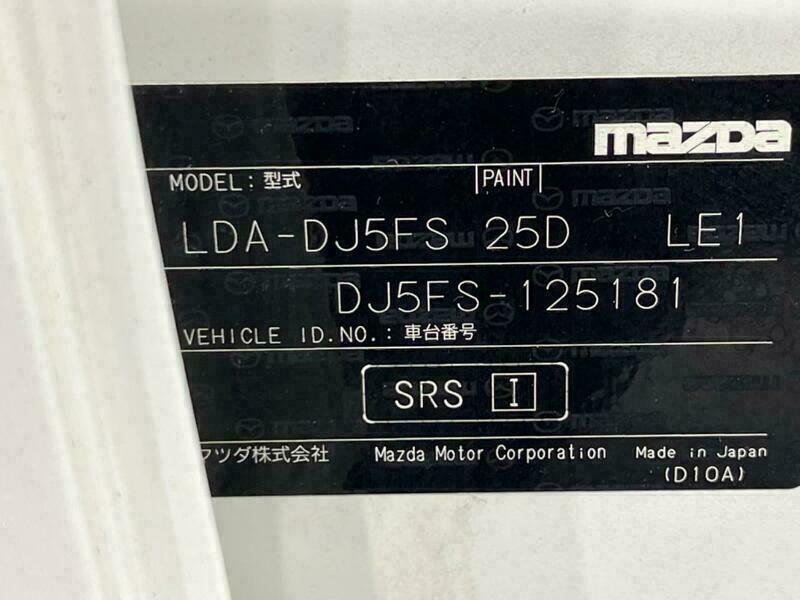 mazda
MODEL：型式 PAINT
LDA-DJ5FS 25D LE1
DJ5FS-125181
VEHICLE ID.NO.：車台番号
SRS I
マツダ株式会社 Mazda Motor Corporation Made in Japan
(D10A)